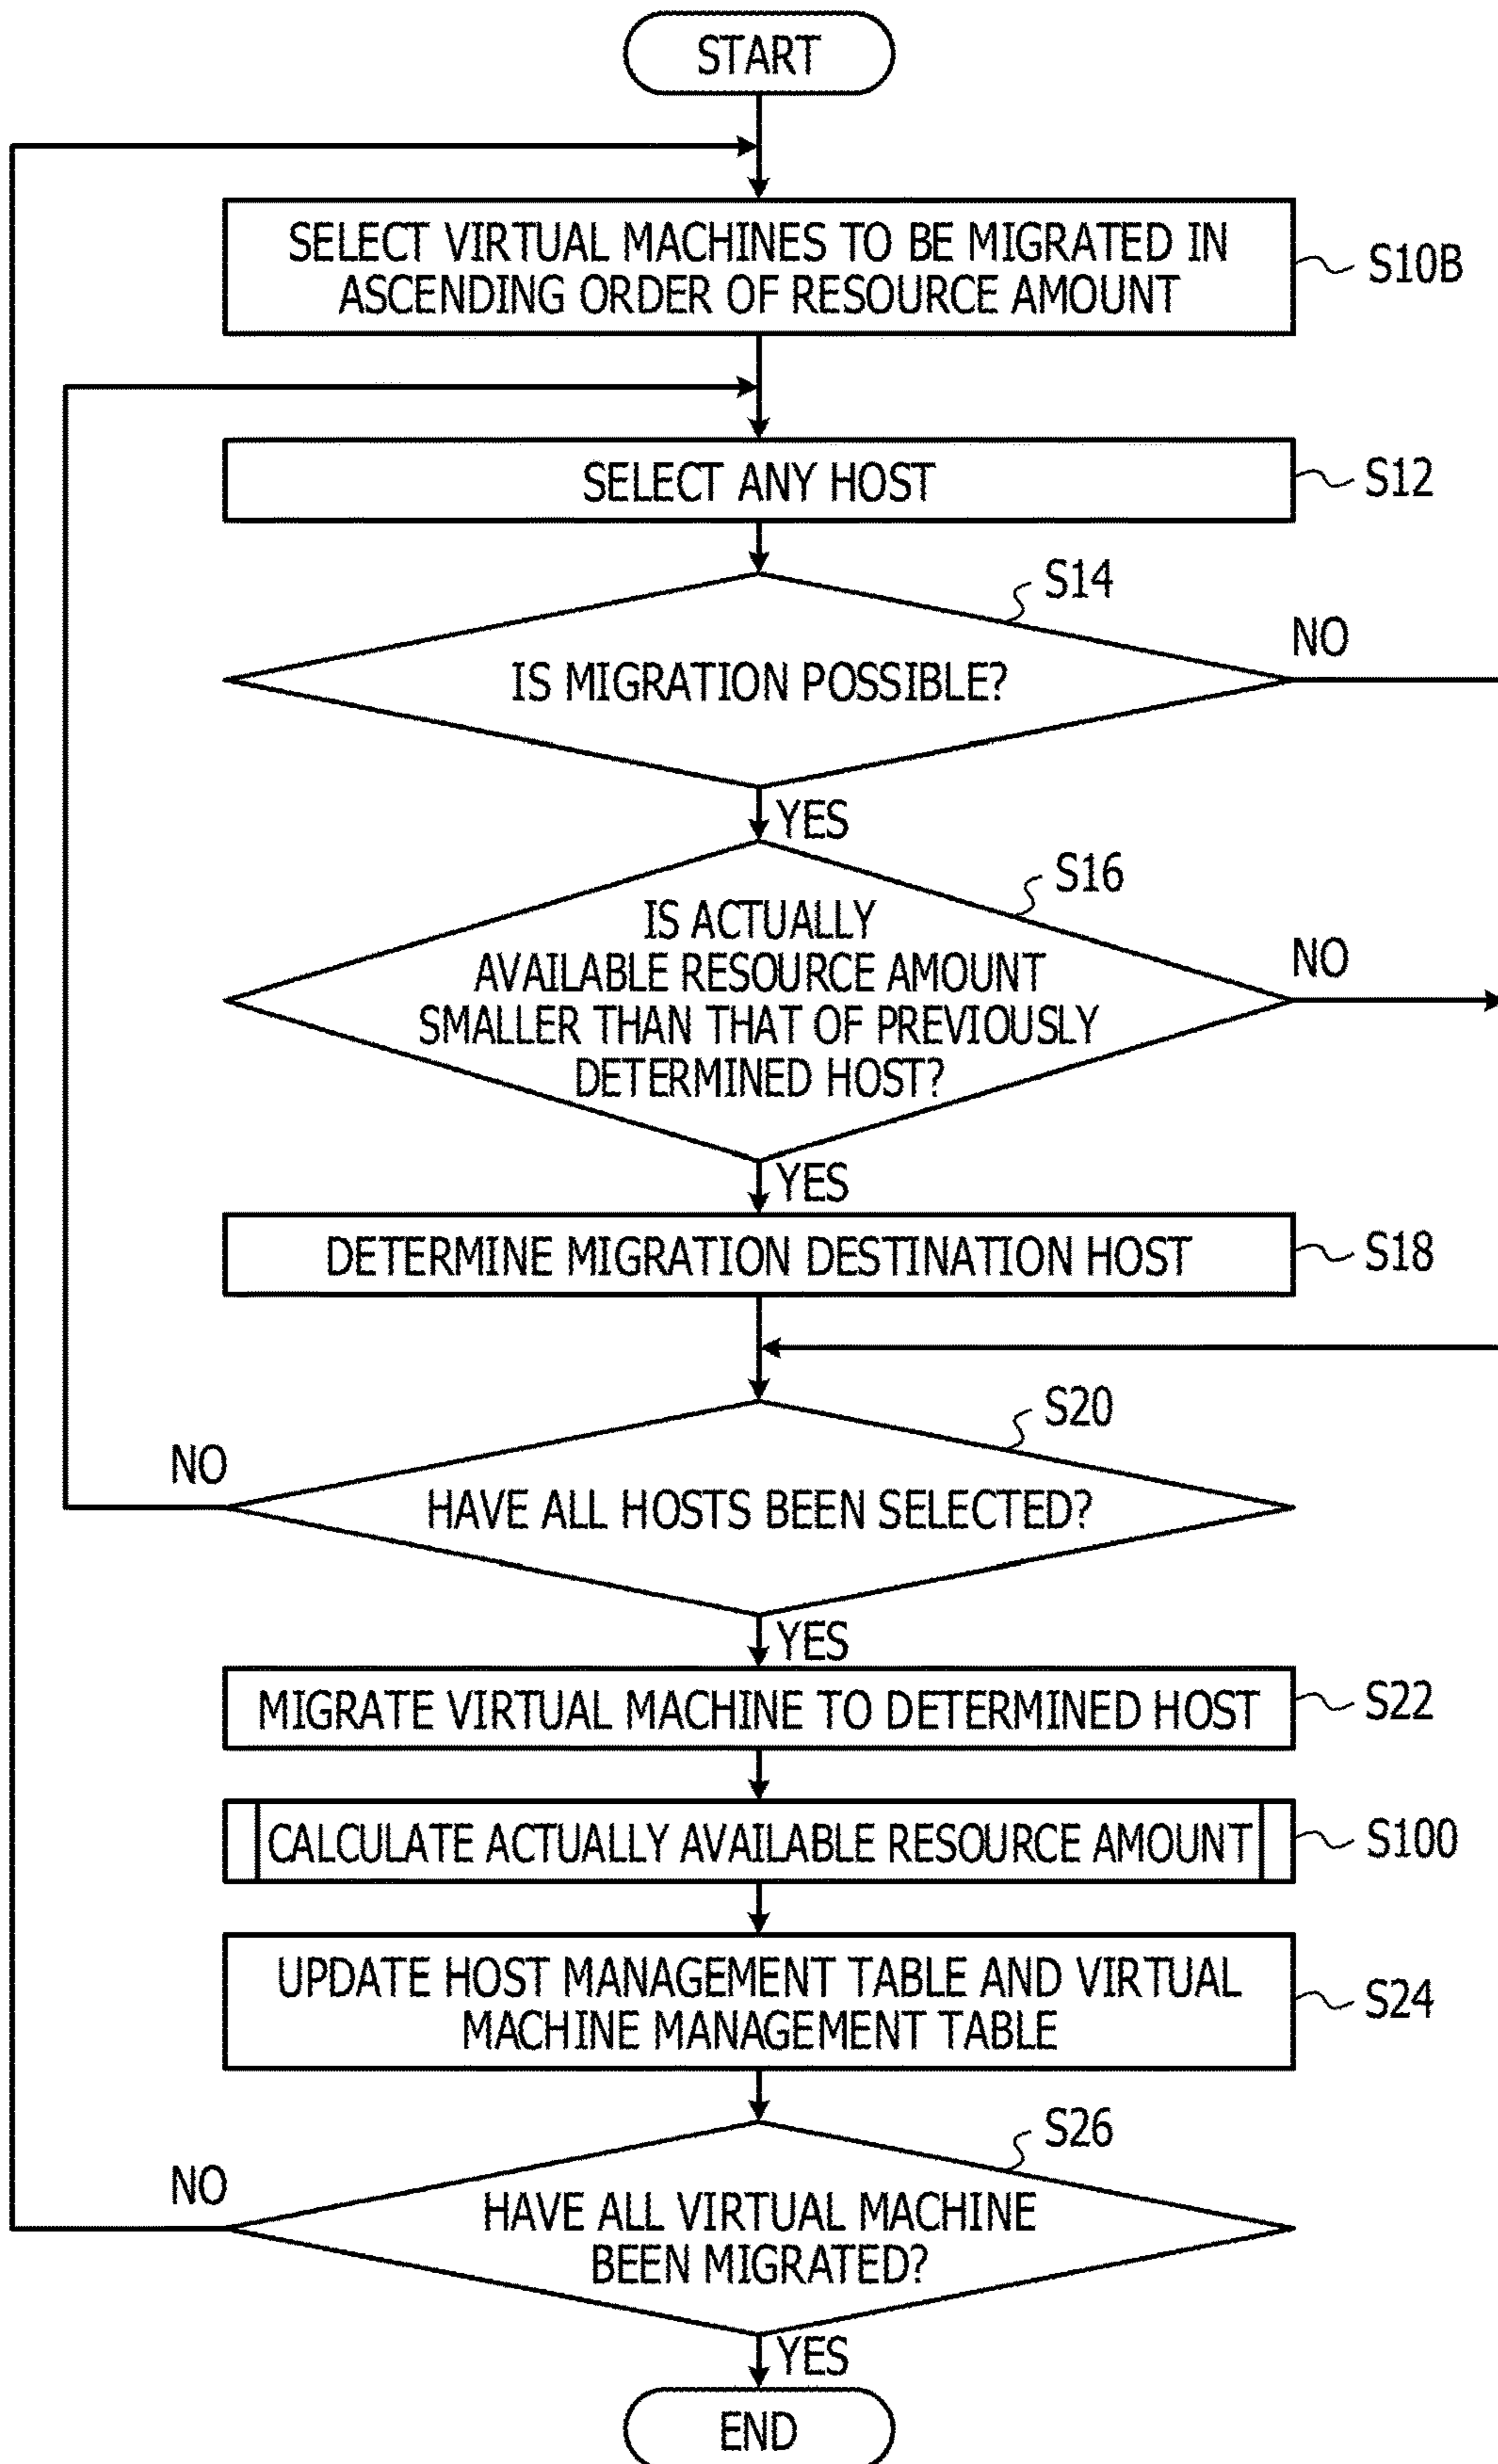 START
SELECT VIRTUAL MACHINES TO BE MIGRATED IN
ASCENDING ORDER OF RESOURCE AMOUNT
S10B
SELECT ANY HOST
S12
S14
NO
IS MIGRATION POSSIBLE?
YES
S16
IS ACTUALLY
AVAILABLE RESOURCE AMOUNT
SMALLER THAN THAT OF PREVIOUSLY
DETERMINED HOST?
NO
YES
DETERMINE MIGRATION DESTINATION HOST
S18
S20
NO
HAVE ALL HOSTS BEEN SELECTED?
YES
MIGRATE VIRTUAL MACHINE TO DETERMINED HOST
S22
CALCULATE ACTUALLY AVAILABLE RESOURCE AMOUNT
S100
UPDATE HOST MANAGEMENT TABLE AND VIRTUAL
MACHINE MANAGEMENT TABLE
S24
S26
NO
HAVE ALL VIRTUAL MACHINE
BEEN MIGRATED?
YES
END